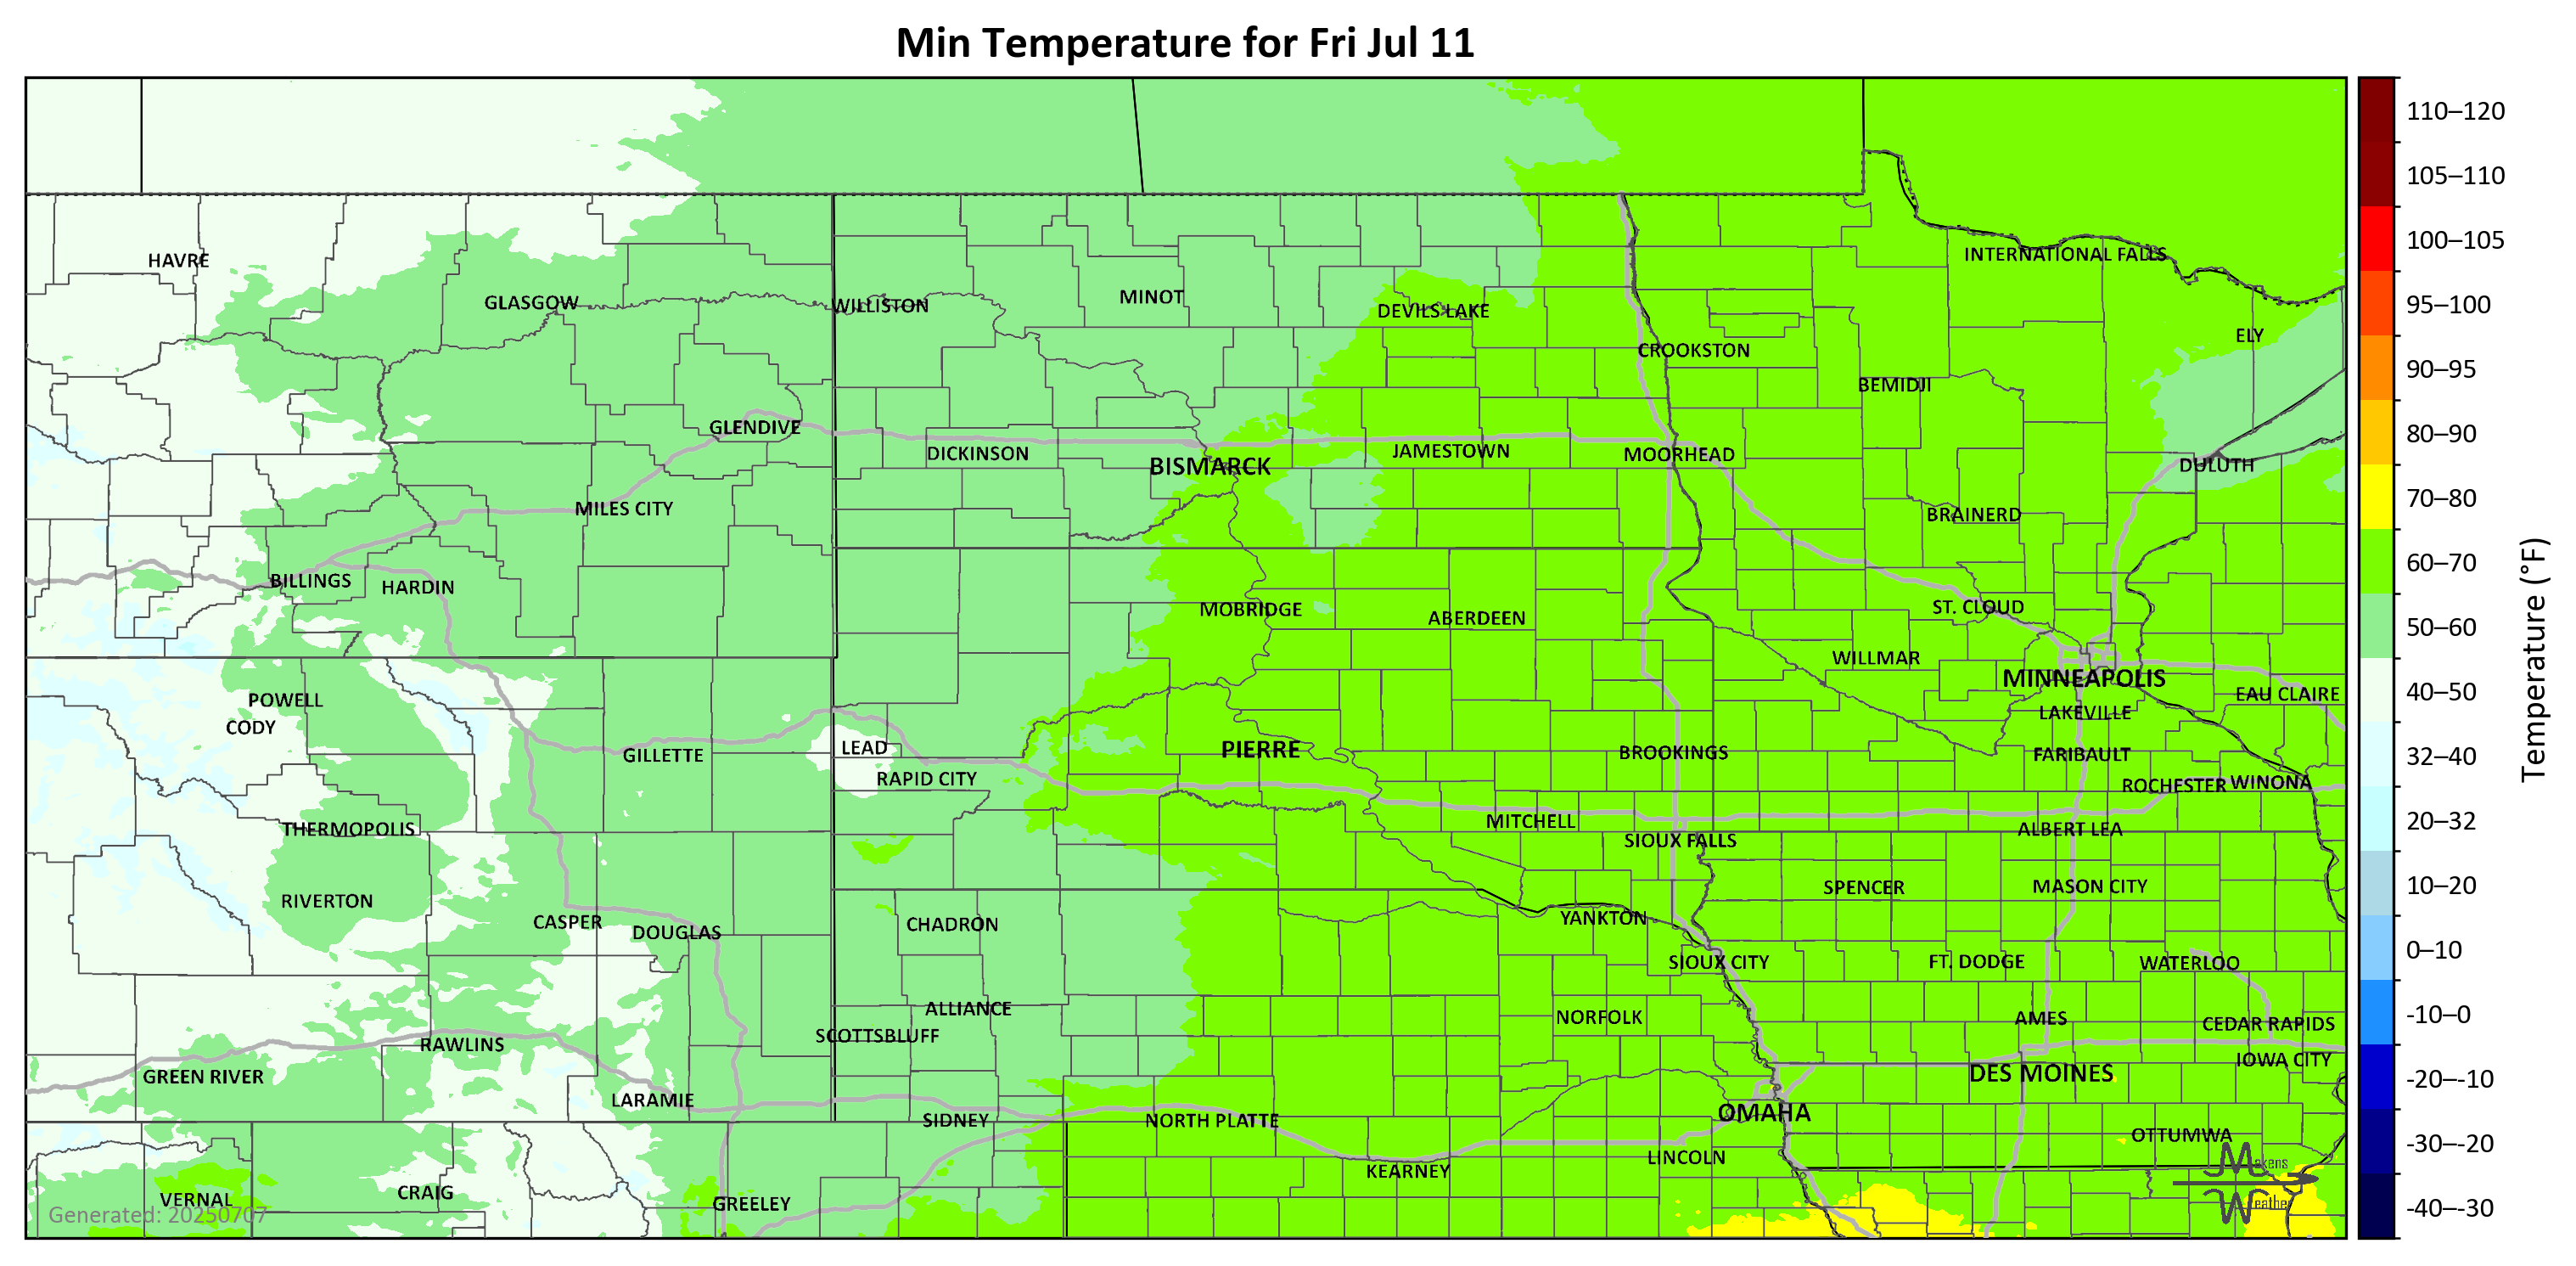 Min Temperature for Fri Jul 11
110−120
105−110
100−105
95−100
90−95
80−90
70−80
60−70
50−60
40−50
32−40
20−32
10−20
0−10
-10−0
-20−-10
-30−-20
-40−-30
Temperature (°F)
HAVRE
INTERNATIONAL FALLS
GLASGOW
WILLISTON
MINOT
DEVILS LAKE
ELY
CROOKSTON
BEMIDJI
GLENDIVE
DICKINSON
BISMARCK
JAMESTOWN
MOORHEAD
DULUTH
MILES CITY
BRAINERD
BILLINGS
HARDIN
MOBRIDGE
ABERDEEN
ST. CLOUD
WILLMAR
MINNEAPOLIS
EAU CLAIRE
POWELL
CODY
LAKEVILLE
GILLETTE
LEAD
RAPID CITY
PIERRE
BROOKINGS
FARIBAULT
ROCHESTER
WINONA
THERMOPOLIS
MITCHELL
SIOUX FALLS
ALBERT LEA
RIVERTON
SPENCER
MASON CITY
CASPER
DOUGLAS
CHADRON
YANKTON
SIOUX CITY
FT. DODGE
WATERLOO
ALLIANCE
SCOTTSBLUFF
NORFOLK
AMES
CEDAR RAPIDS
RAWLINS
IOWA CITY
GREEN RIVER
DES MOINES
LARAMIE
SIDNEY
NORTH PLATTE
OMAHA
OTTUMWA
LINCOLN
KEARNEY
VERNAL
CRAIG
GREELEY
Generated: 20250707
Makens
Weather